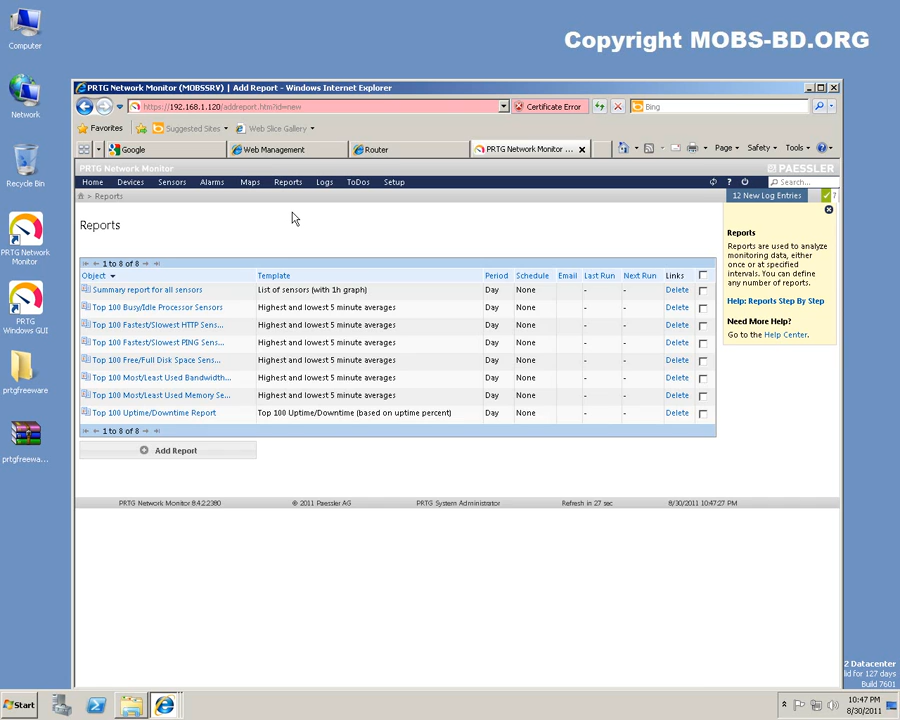 Copyright MOBS-BD.ORG
Computer
Network
Recycle Bin
PRTG Network
Monitor
PRTG
Windows GUI
prtgfreeware
prtgfreewa...
PRTG Network Monitor (MOBSSRV) | Add Report - Windows Internet Explorer
https://192.168.1.120/addreport.htm?id=new
Certificate Error
Bing
Favorites
Suggested Sites
Web Slice Gallery
Google
Web Management
Router
PRTG Network Monitor ...
Page
Safety
Tools
PRTG Network Monitor
PAESSLER
Home Devices Sensors Alarms Maps Reports Logs ToDos Setup
? Search...
> Reports
12 New Log Entries
?
Reports
1 to 8 of 8
Object Template Period Schedule Email Last Run Next Run Links
Summary report for all sensors List of sensors (with 1h graph) Day None - - Delete
Top 100 Busy/Idle Processor Sensors Highest and lowest 5 minute averages Day None - - Delete
Top 100 Fastest/Slowest HTTP Sens... Highest and lowest 5 minute averages Day None - - Delete
Top 100 Fastest/Slowest PING Sens... Highest and lowest 5 minute averages Day None - - Delete
Top 100 Free/Full Disk Space Sens... Highest and lowest 5 minute averages Day None - - Delete
Top 100 Most/Least Used Bandwidth... Highest and lowest 5 minute averages Day None - - Delete
Top 100 Most/Least Used Memory Se... Highest and lowest 5 minute averages Day None - - Delete
Top 100 Uptime/Downtime Report Top 100 Uptime/Downtime (based on uptime percent) Day None - - Delete
1 to 8 of 8
Add Report
Reports
Reports are used to analyze
monitoring data, either
once or at specified
intervals. You can define
any number of reports.
Help: Reports Step By Step
Need More Help?
Go to the Help Center.
PRTG Network Monitor 8.4.2.2380 © 2011 Paessler AG PRTG System Administrator Refresh in 27 sec 8/30/2011 10:47:27 PM
2 Datacenter
lid for 127 days
Build 7601
Start
10:47 PM
8/30/2011